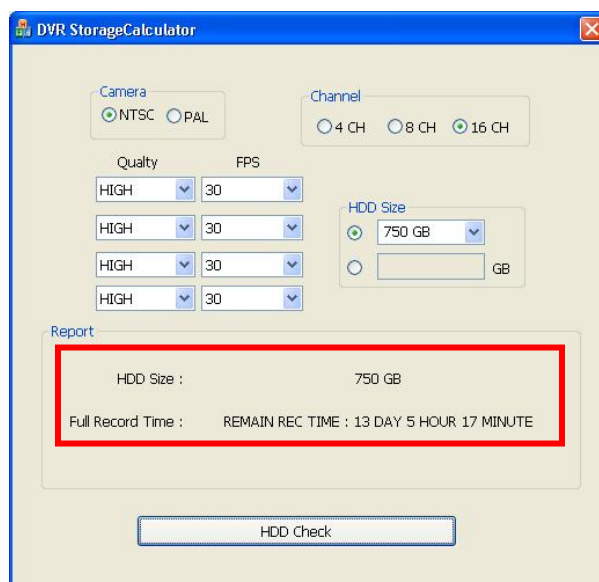 DVR StorageCalculator
Camera
NTSC PAL
Channel
4 CH 8 CH 16 CH
Qualty FPS
HIGH 30
HIGH 30
HIGH 30
HIGH 30
HDD Size
750 GB
GB
Report
HDD Size : 750 GB
Full Record Time : REMAIN REC TIME : 13 DAY 5 HOUR 17 MINUTE
HDD Check